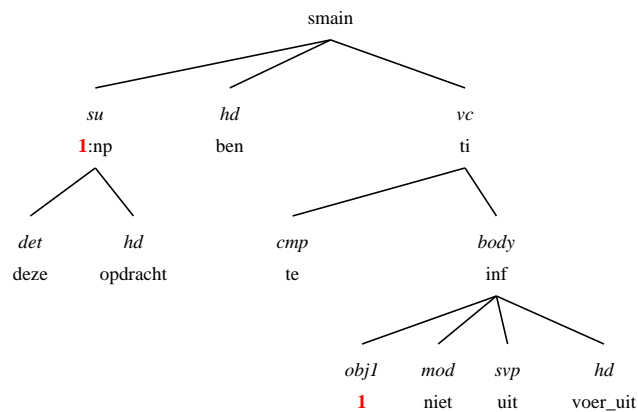 smain
su hd vc
1:np ben ti
det hd cmp body
deze opdracht te inf
obj1 mod svp hd
1 niet uit voer_uit